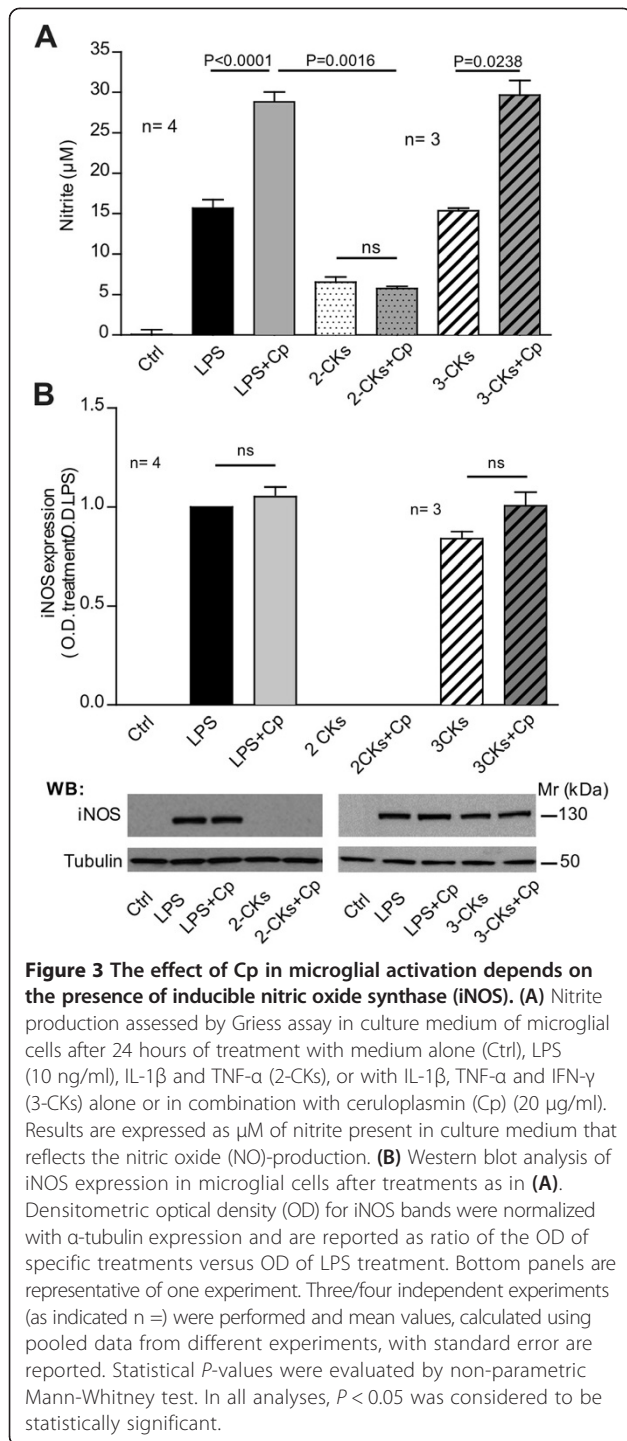 A
P<0.0001 P=0.0016 P=0.0238
35
30
25
20
15
10
5
0
Nitrite (µM)
n= 4
n= 3
ns
Ctrl LPS LPS+Cp 2-CKs 2-CKs+Cp 3-CKs 3-CKs+Cp
B
1.5
1.0
0.5
0.0
iNOS expression
( O.D. treatment/O.D.LPS)
n= 4
ns
n= 3
ns
Ctrl LPS LPS+Cp 2 CKs 2CKs+Cp 3CKs 3CKs+Cp
WB: Mr (kDa)
iNOS 130
Tubulin 50
Ctrl LPS LPS+Cp 2-CKs 2-CKs+Cp Ctrl LPS LPS+Cp 3-CKs 3-CKs+Cp
Figure 3 The effect of Cp in microglial activation depends on
the presence of inducible nitric oxide synthase (iNOS). (A) Nitrite
production assessed by Griess assay in culture medium of microglial
cells after 24 hours of treatment with medium alone (Ctrl), LPS
(10 ng/ml), IL-1β and TNF-α (2-CKs), or with IL-1β, TNF-α and IFN-γ
(3-CKs) alone or in combination with ceruloplasmin (Cp) (20 µg/ml).
Results are expressed as µM of nitrite present in culture medium that
reflects the nitric oxide (NO)-production. (B) Western blot analysis of
iNOS expression in microglial cells after treatments as in (A).
Densitometric optical density (OD) for iNOS bands were normalized
with α-tubulin expression and are reported as ratio of the OD of
specific treatments versus OD of LPS treatment. Bottom panels are
representative of one experiment. Three/four independent experiments
(as indicated n =) were performed and mean values, calculated using
pooled data from different experiments, with standard error are
reported. Statistical P-values were evaluated by non-parametric
Mann-Whitney test. In all analyses, P < 0.05 was considered to be
statistically significant.